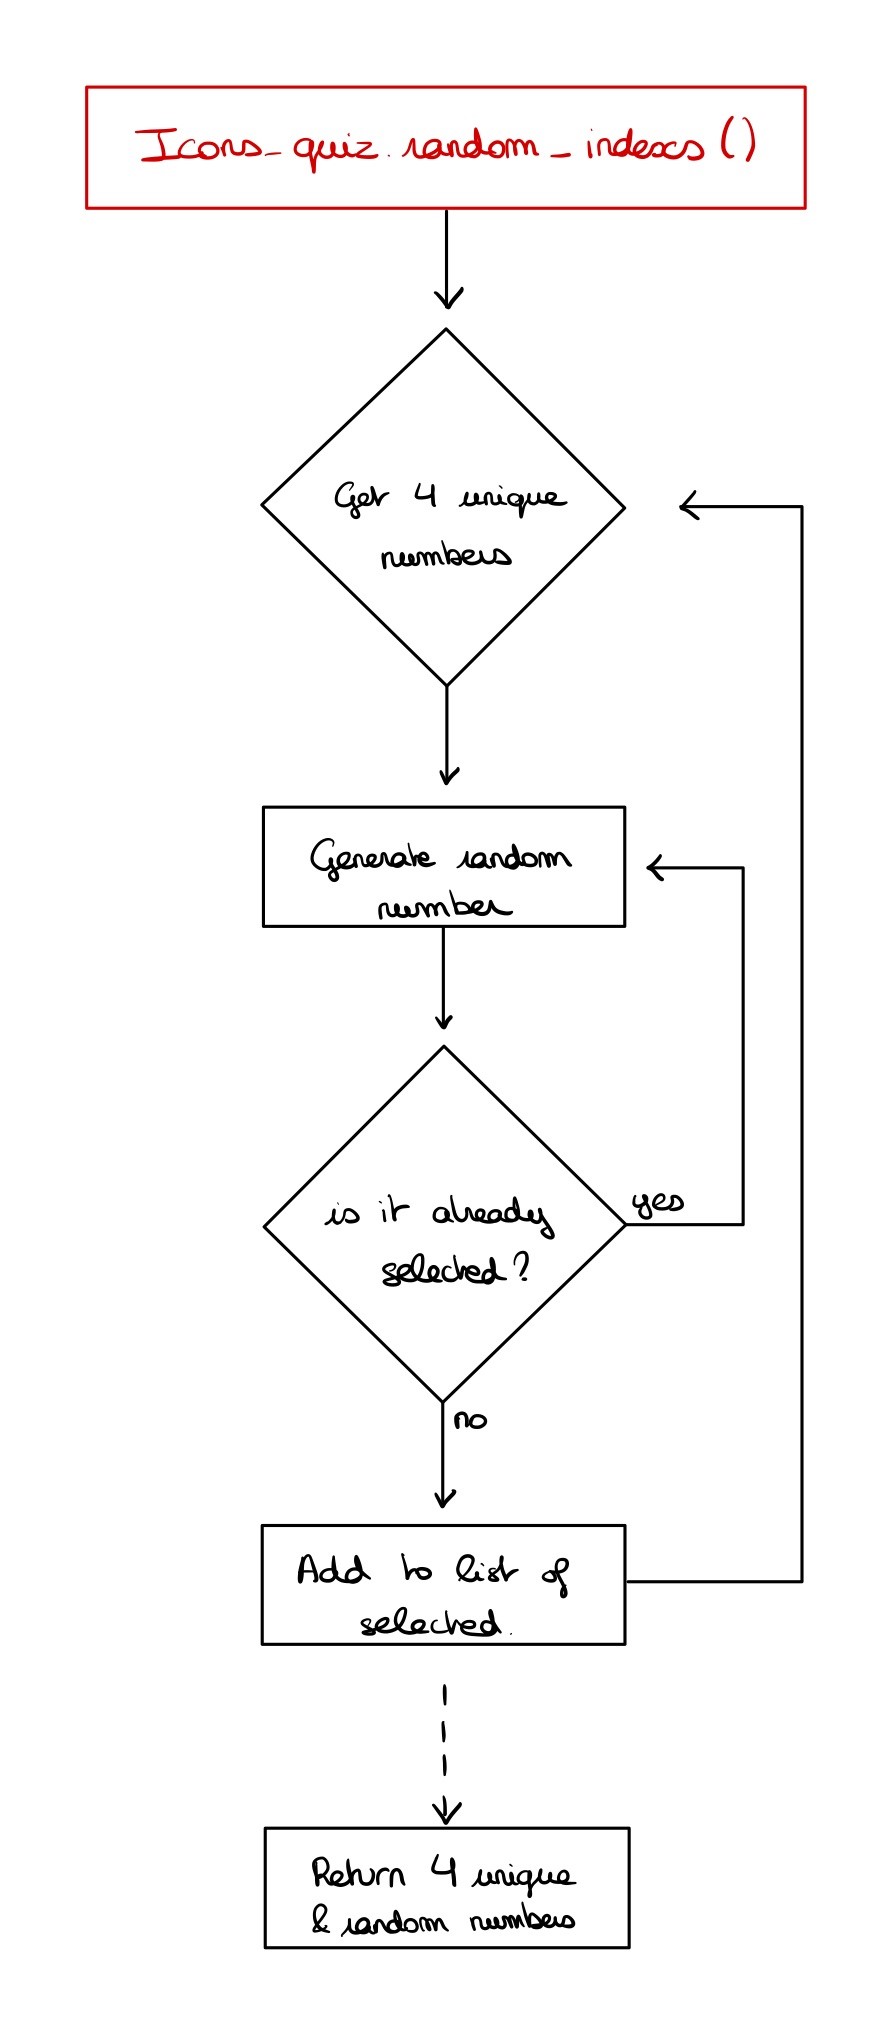 Icons_quiz.random_indexs()
Get 4 unique
numbers
Generate random
number
is it already
selected?
yes
no
Add to list of
selected.
Return 4 unique
& random numbers